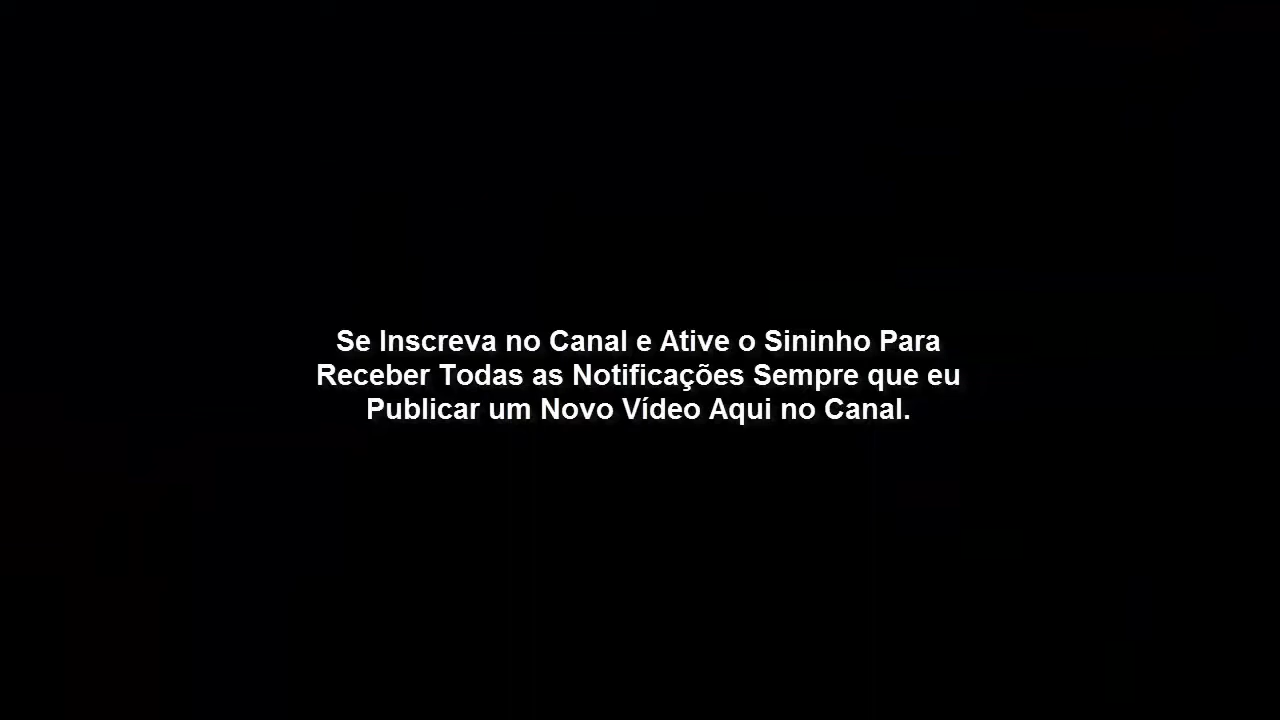 Se Inscreva no Canal e Ative o Sininho Para
Receber Todas as Notificações Sempre que eu
Publicar um Novo Vídeo Aqui no Canal.